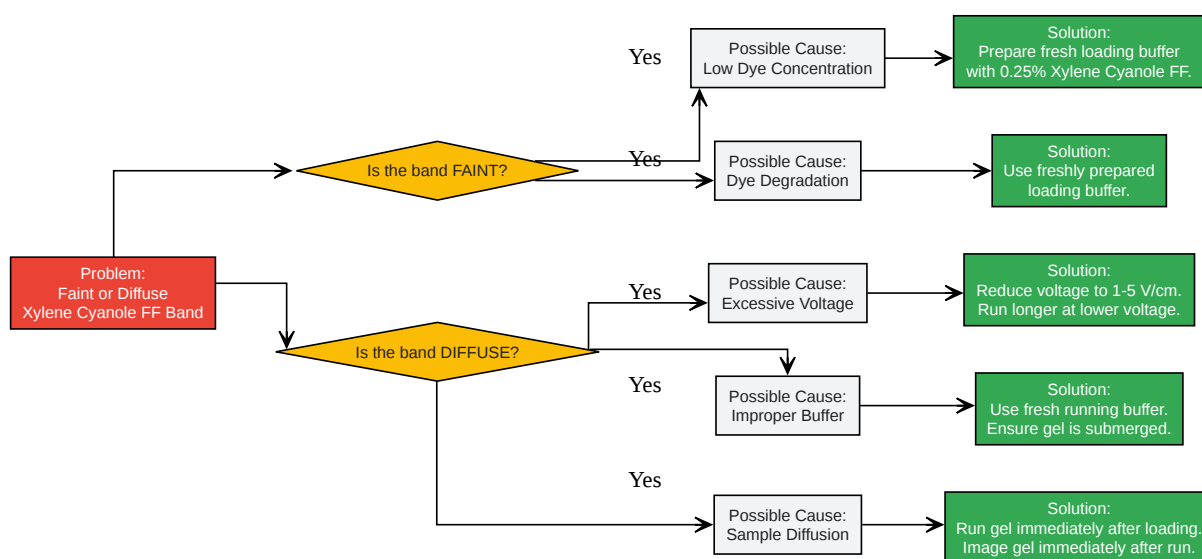 Yes
Possible Cause:
Low Dye Concentration
Solution:
Prepare fresh loading buffer
with 0.25% Xylene Cyanole FF.
Is the band FAINT?
Yes
Possible Cause:
Dye Degradation
Solution:
Use freshly prepared
loading buffer.
Problem:
Faint or Diffuse
Xylene Cyanole FF Band
Yes
Possible Cause:
Excessive Voltage
Solution:
Reduce voltage to 1-5 V/cm.
Run longer at lower voltage.
Is the band DIFFUSE?
Yes
Possible Cause:
Improper Buffer
Solution:
Use fresh running buffer.
Ensure gel is submerged.
Yes
Possible Cause:
Sample Diffusion
Solution:
Run gel immediately after loading.
Image gel immediately after run.